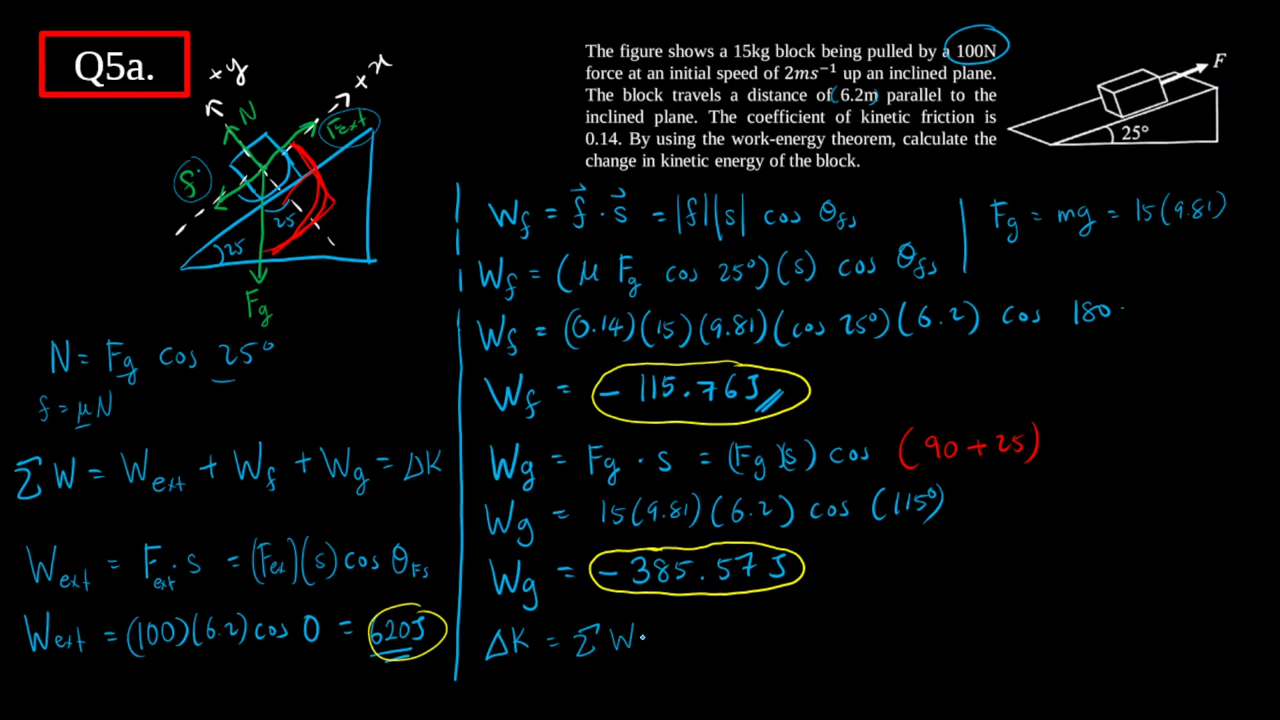 Q5a.
The figure shows a 15kg block being pulled by a 100N
force at an initial speed of 2ms⁻¹ up an inclined plane.
The block travels a distance of 6.2m parallel to the
inclined plane. The coefficient of kinetic friction is
0.14. By using the work-energy theorem, calculate the
change in kinetic energy of the block.
F
25°
+y
+x
N
Fext
f
25
25
Fg
N = Fg cos 25°
f = μN
ΣW = Wext + Wf + Wg = ΔK
Wext = Fext · s = (Fex)(s) cos θFs
Wext = (100)(6.2) cos 0 = 620J
Wf = f⃗ · s⃗ = |f||s| cos θfs
Fg = mg = 15(9.81)
Wf = (μ Fg cos 25°)(s) cos θfs
Wf = (0.14)(15)(9.81)(cos 25°)(6.2) cos 180
Wf = - 115.76J
Wg = Fg · s = (Fg)(s) cos (90 + 25)
Wg = 15(9.81)(6.2) cos (115°)
Wg = - 385.57 J
ΔK = ΣW